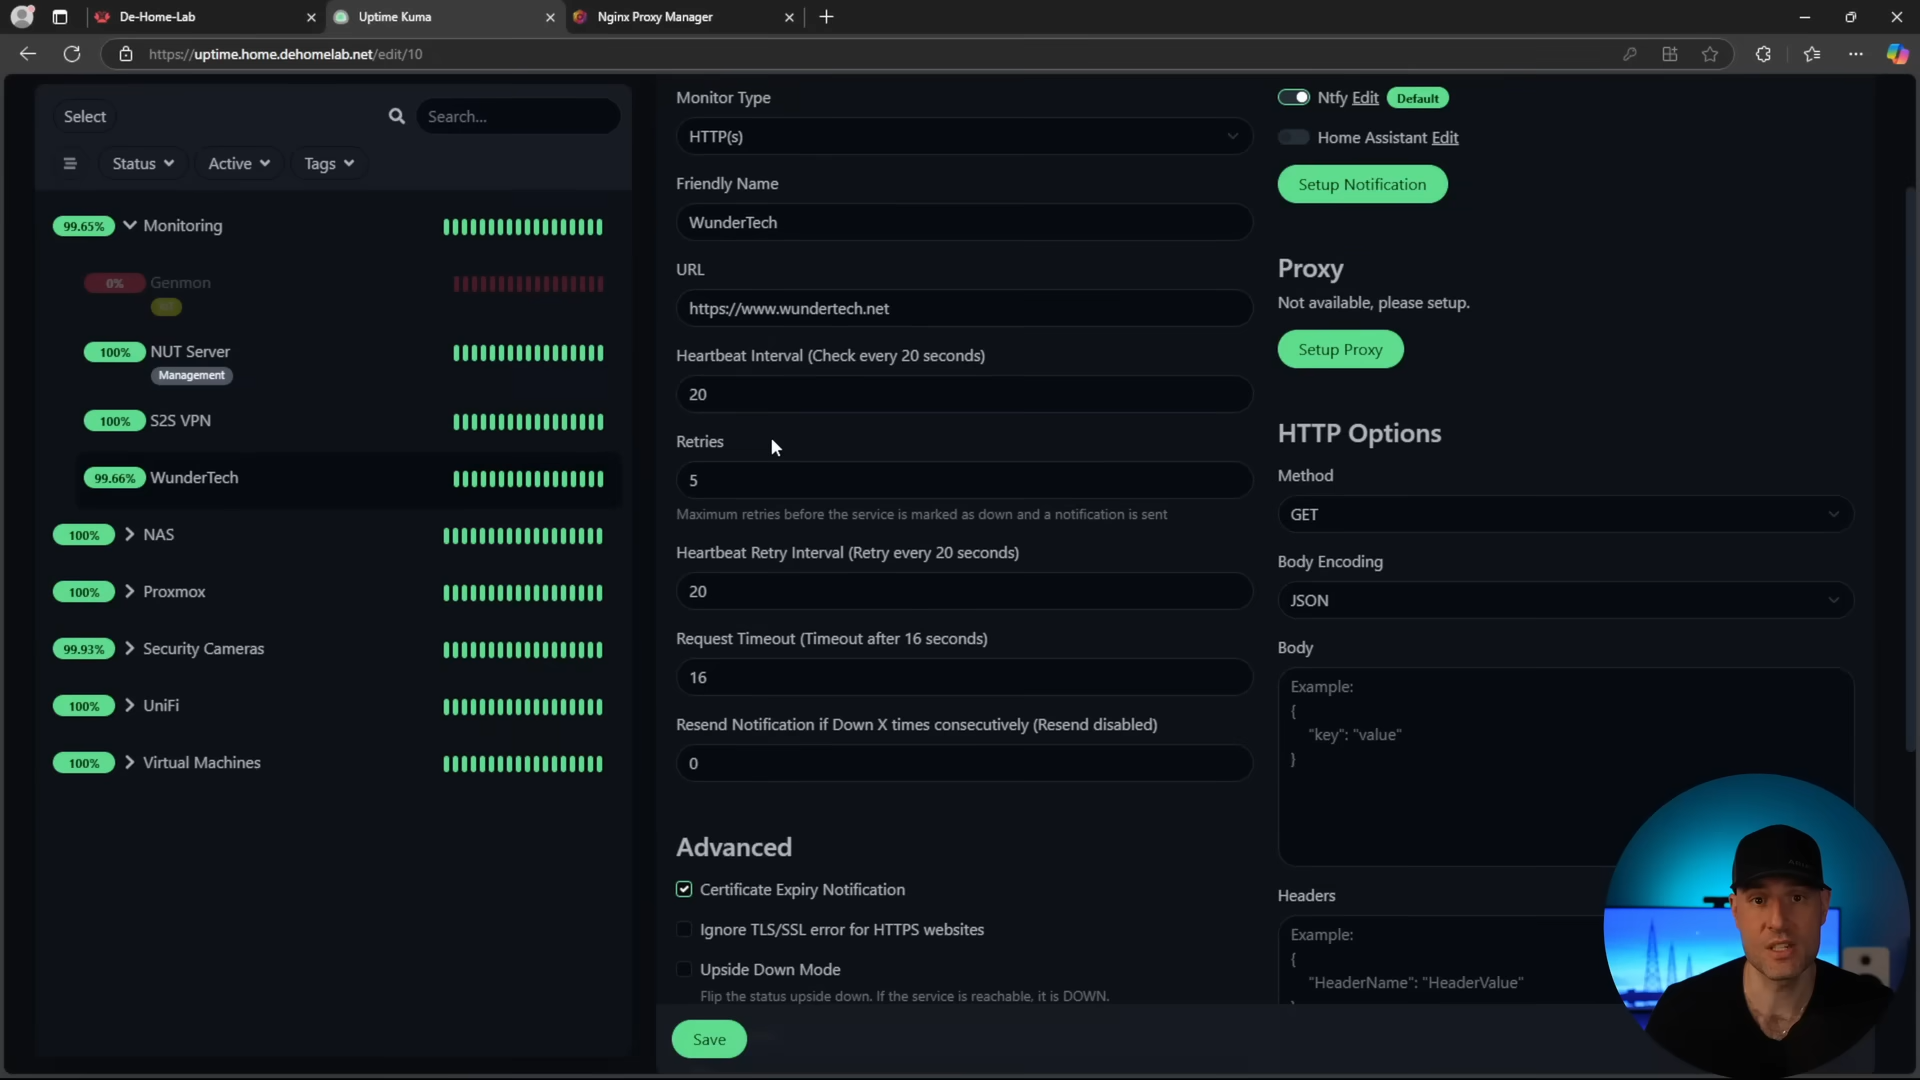 De-Home-Lab
Uptime Kuma
Nginx Proxy Manager
https://uptime.home.dehomelab.net/edit/10
Select
Search...
Status
Active
Tags
99.65% Monitoring
0% Genmon
100% NUT Server
Management
100% S2S VPN
99.66% WunderTech
100% NAS
100% Proxmox
99.93% Security Cameras
100% UniFi
100% Virtual Machines
Monitor Type
HTTP(s)
Friendly Name
WunderTech
URL
https://www.wundertech.net
Heartbeat Interval (Check every 20 seconds)
20
Retries
5
Maximum retries before the service is marked as down and a notification is sent
Heartbeat Retry Interval (Retry every 20 seconds)
20
Request Timeout (Timeout after 16 seconds)
16
Resend Notification if Down X times consecutively (Resend disabled)
0
Advanced
Certificate Expiry Notification
Ignore TLS/SSL error for HTTPS websites
Upside Down Mode
Flip the status upside down. If the service is reachable, it is DOWN.
Save
Ntfy Edit Default
Home Assistant Edit
Setup Notification
Proxy
Not available, please setup.
Setup Proxy
HTTP Options
Method
GET
Body Encoding
JSON
Body
Example:
{
"key": "value"
}
Headers
Example:
{
"HeaderName": "HeaderValue"